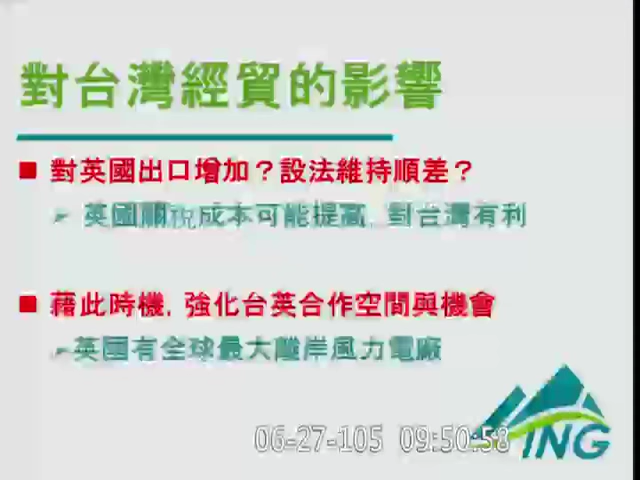 對台灣經貿的影響
■ 對英國出口增加？設法維持順差？
➢ 英國關稅成本可能提高, 對台灣有利
■ 藉此時機, 強化台英合作空間與機會
➢英國有全球最大離岸風力電廠
06-27-105 09:50:58
ING